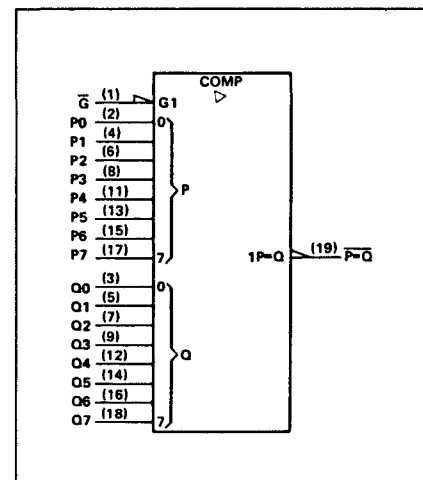 COMP
G̅ (1) G1
P0 (2) 0
P1 (4)
P2 (6)
P3 (8)
P4 (11)
P5 (13)
P6 (15)
P7 (17) 7
P
1P=Q (19) P̅=̅Q̅
Q0 (3) 0
Q1 (5)
Q2 (7)
Q3 (9)
Q4 (12)
Q5 (14)
Q6 (16)
Q7 (18) 7
Q